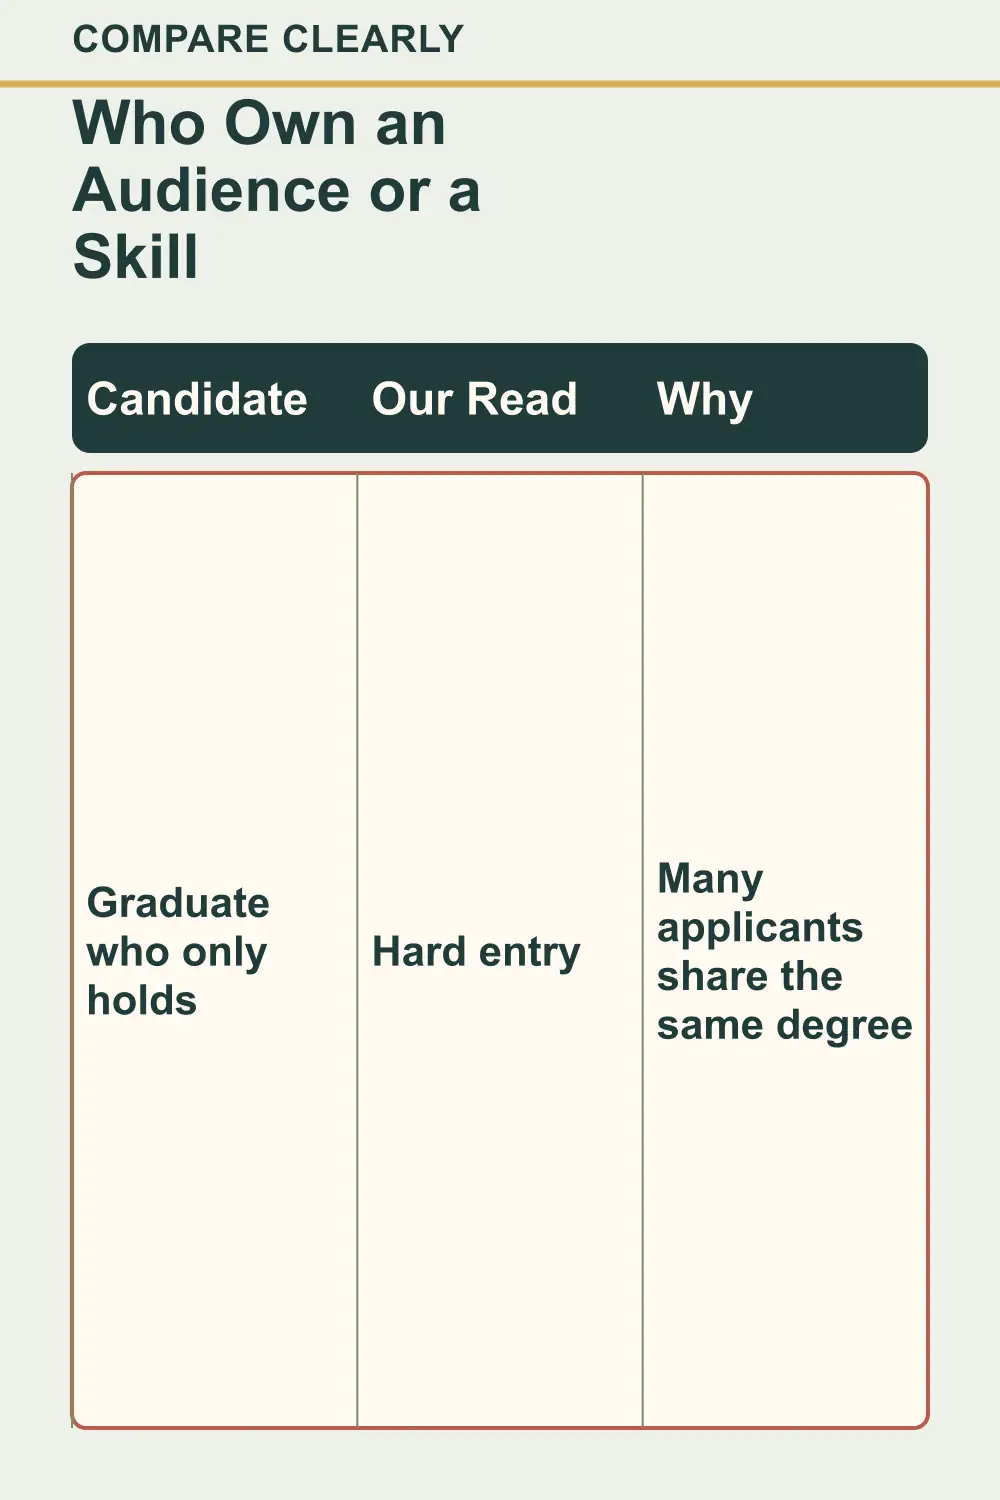 COMPARE CLEARLY
Who Own an
Audience or a
Skill
Candidate
Our Read
Why
Graduate
who only
holds
Hard entry
Many
applicants
share the
same degree